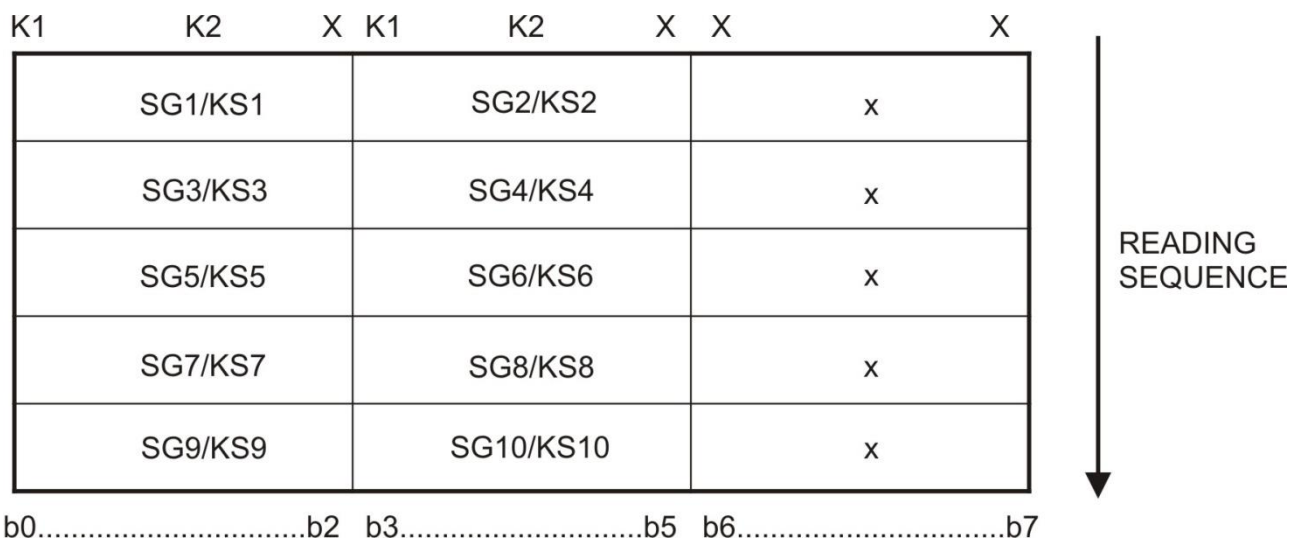 K1 K2 X K1 K2 X X X
SG1/KS1 SG2/KS2 x
SG3/KS3 SG4/KS4 x
SG5/KS5 SG6/KS6 x
SG7/KS7 SG8/KS8 x
SG9/KS9 SG10/KS10 x
b0................................b2 b3.............................b5 b6................................b7
READING
SEQUENCE